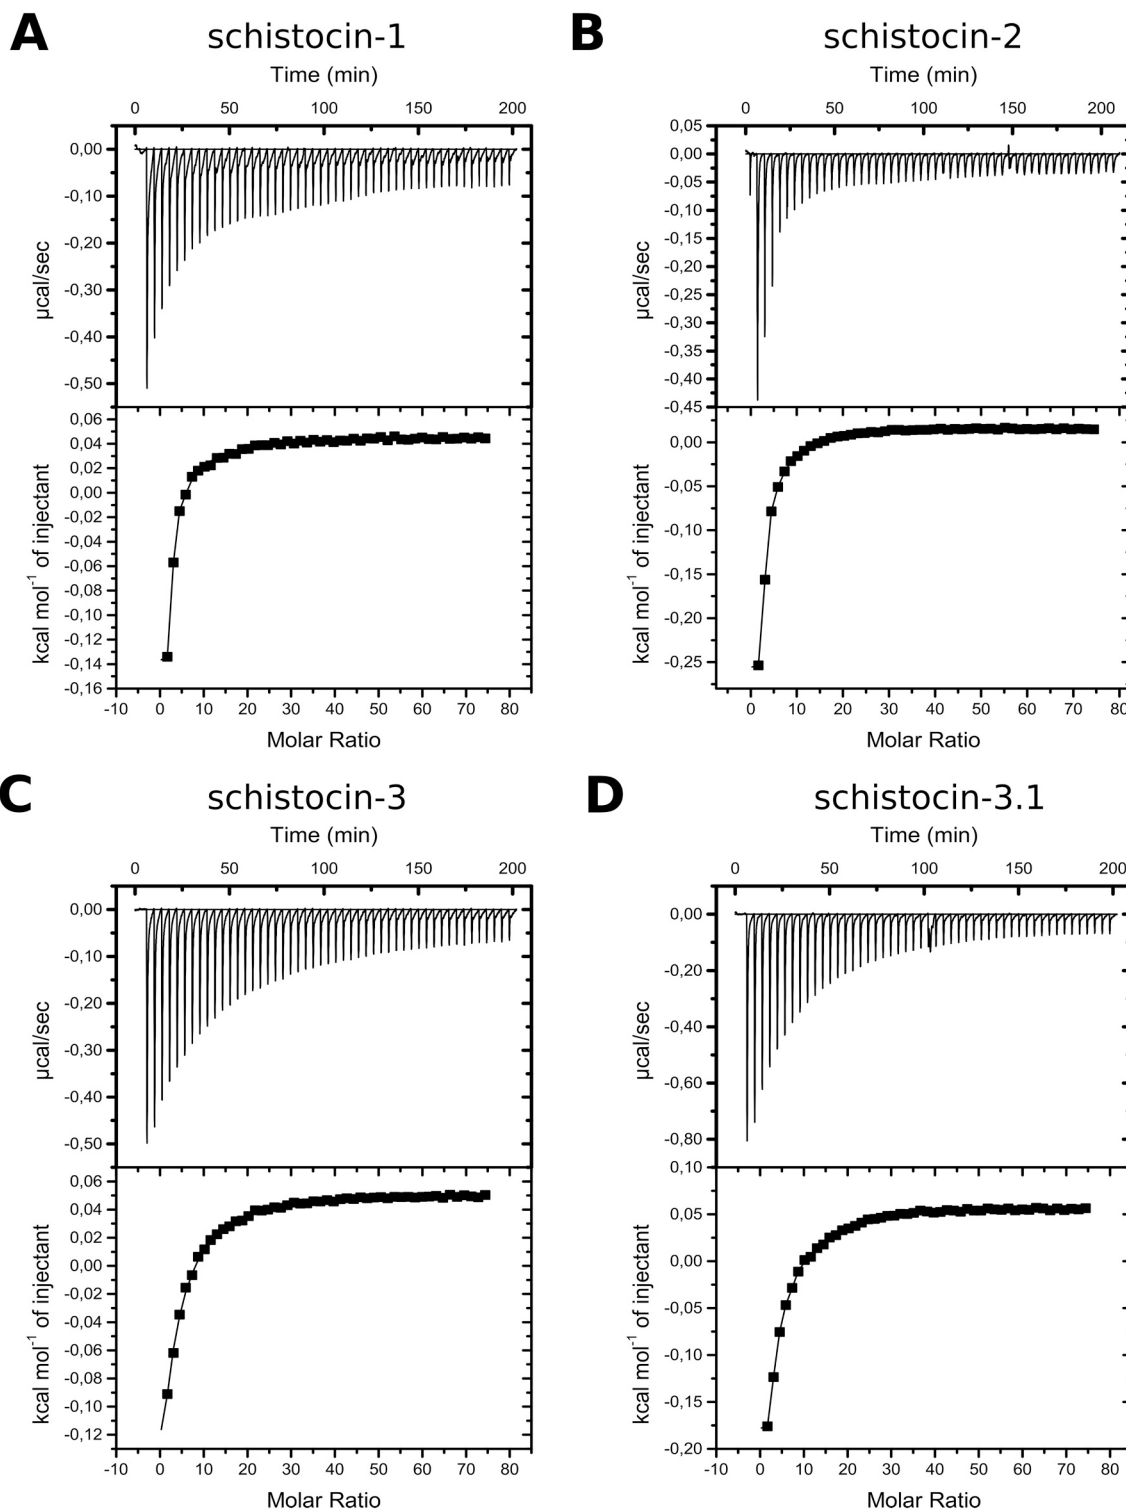 A
schistocin-1
Time (min)
0 50 100 150 200
0,00
-0,10
-0,20
-0,30
-0,40
-0,50
µcal/sec
0,06
0,04
0,02
0,00
-0,02
-0,04
-0,06
-0,08
-0,10
-0,12
-0,14
-0,16
kcal mol⁻¹ of injectant
-10 0 10 20 30 40 50 60 70 80
Molar Ratio
B
schistocin-2
Time (min)
0 50 100 150 200
0,05
0,00
-0,05
-0,10
-0,15
-0,20
-0,25
-0,30
-0,35
-0,40
-0,45
µcal/sec
0,00
-0,05
-0,10
-0,15
-0,20
-0,25
kcal mol⁻¹ of injectant
0 10 20 30 40 50 60 70 80
Molar Ratio
C
schistocin-3
Time (min)
0 50 100 150 200
0,00
-0,10
-0,20
-0,30
-0,40
-0,50
µcal/sec
0,06
0,04
0,02
0,00
-0,02
-0,04
-0,06
-0,08
-0,10
-0,12
kcal mol⁻¹ of injectant
-10 0 10 20 30 40 50 60 70 80
Molar Ratio
D
schistocin-3.1
Time (min)
0 50 100 150 200
0,00
-0,20
-0,40
-0,60
-0,80
µcal/sec
0,10
0,05
0,00
-0,05
-0,10
-0,15
-0,20
kcal mol⁻¹ of injectant
-10 0 10 20 30 40 50 60 70 80
Molar Ratio